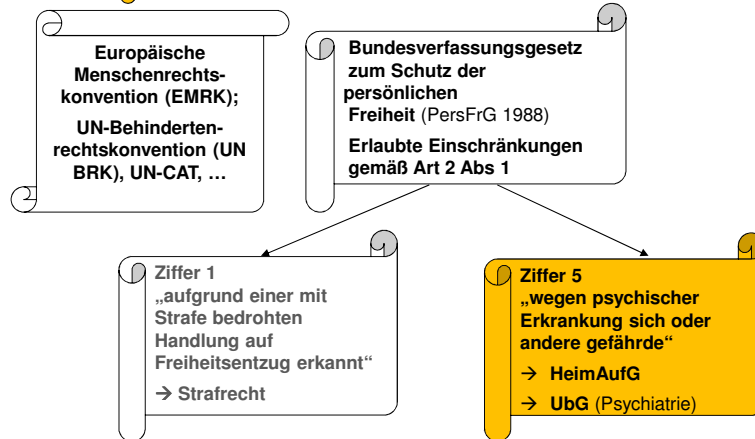 Europäische
Menschenrechts-
konvention (EMRK);
UN-Behinderten-
rechtskonvention (UN
BRK), UN-CAT, …
Bundesverfassungsgesetz
zum Schutz der
persönlichen
Freiheit (PersFrG 1988)
Erlaubte Einschränkungen
gemäß Art 2 Abs 1
Ziffer 1
„aufgrund einer mit
Strafe bedrohten
Handlung auf
Freiheitsentzug erkannt“
→ Strafrecht
Ziffer 5
„wegen psychischer
Erkrankung sich oder
andere gefährde“
→ HeimAufG
→ UbG (Psychiatrie)